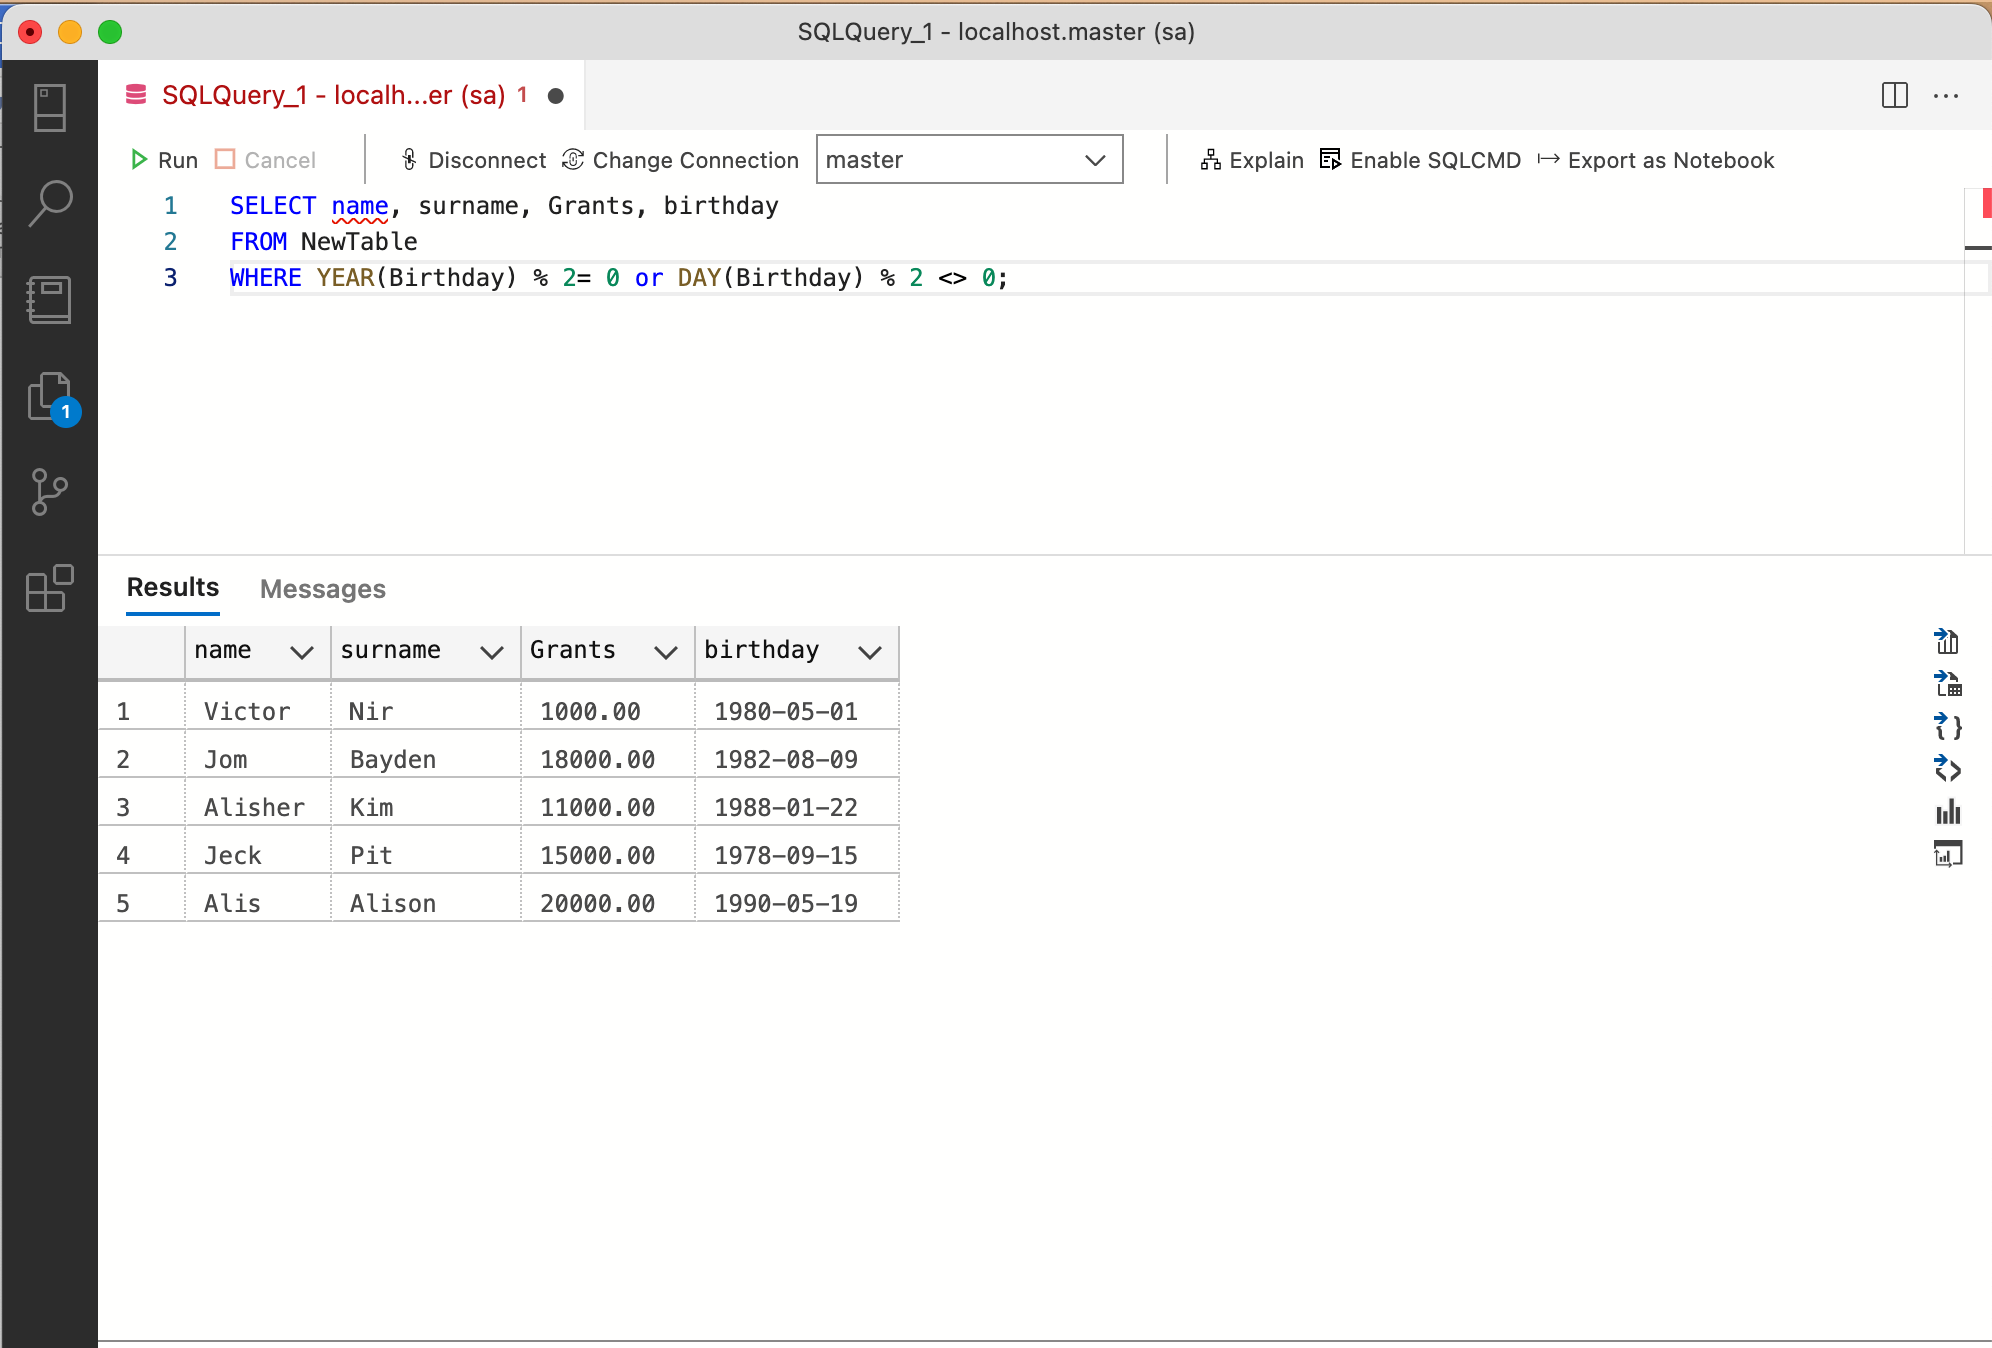 SQLQuery_1 - localhost.master (sa)
SQLQuery_1 - localh...er (sa) 1
Run Cancel Disconnect Change Connection master Explain Enable SQLCMD Export as Notebook
1 SELECT name, surname, Grants, birthday
2 FROM NewTable
3 WHERE YEAR(Birthday) % 2= 0 or DAY(Birthday) % 2 <> 0;
1
Results Messages
name surname Grants birthday
1 Victor Nir 1000.00 1980-05-01
2 Jom Bayden 18000.00 1982-08-09
3 Alisher Kim 11000.00 1988-01-22
4 Jeck Pit 15000.00 1978-09-15
5 Alis Alison 20000.00 1990-05-19